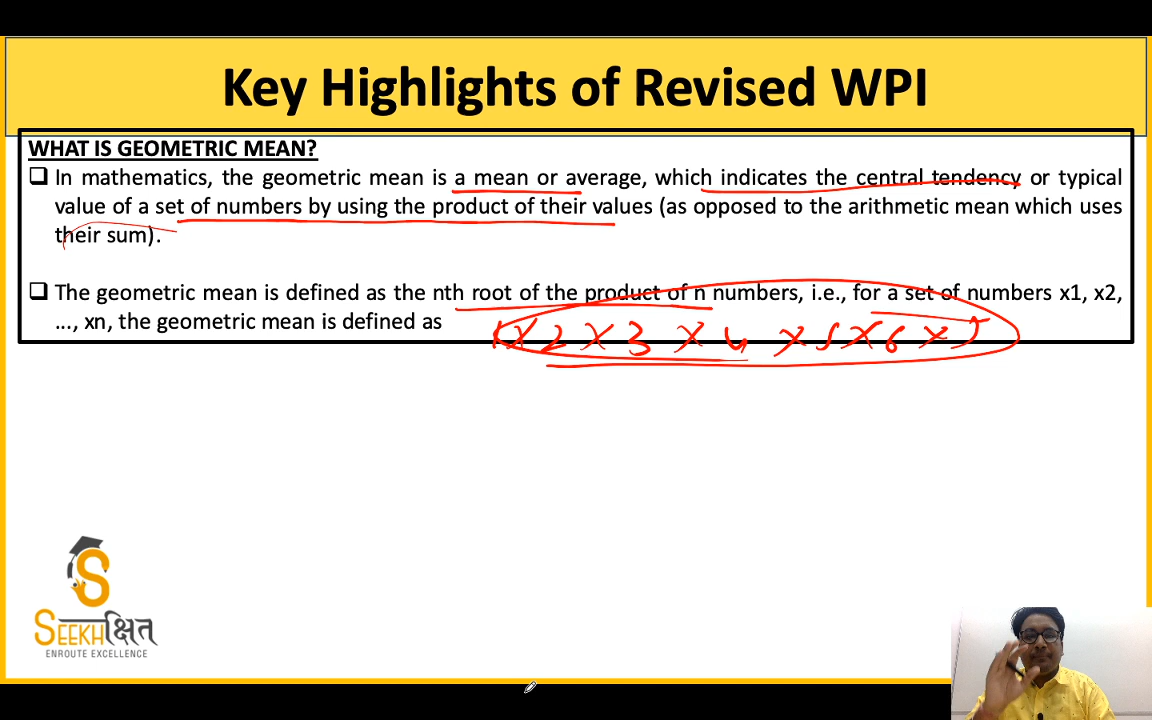 Key Highlights of Revised WPI
WHAT IS GEOMETRIC MEAN?
In mathematics, the geometric mean is a mean or average, which indicates the central tendency or typical
value of a set of numbers by using the product of their values (as opposed to the arithmetic mean which uses
their sum).
The geometric mean is defined as the nth root of the product of n numbers, i.e., for a set of numbers x1, x2,
..., xn, the geometric mean is defined as
1 x 2 x 3 x 4 x 5 x 6 x
SEEKHक्षित
ENROUTE EXCELLENCE